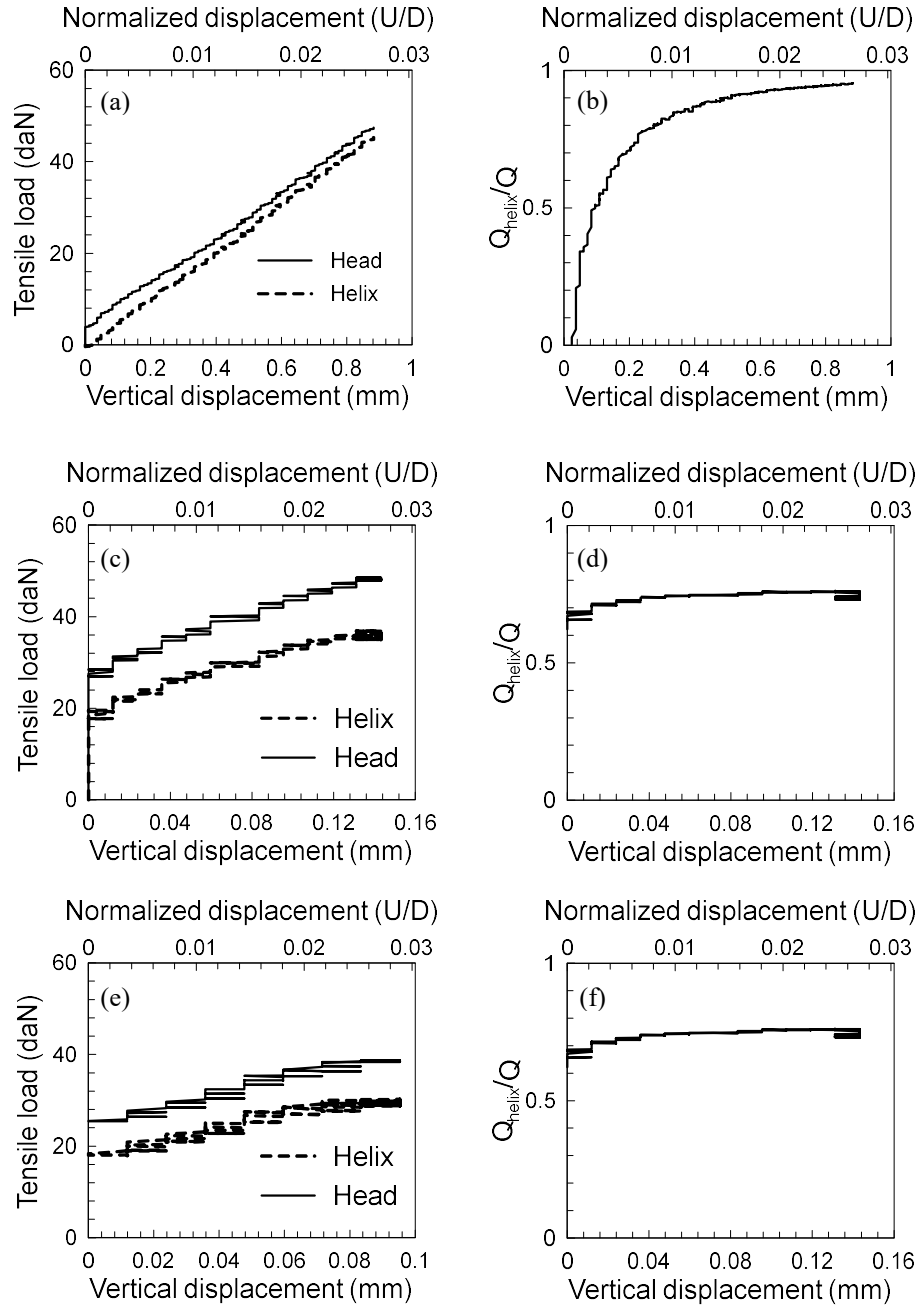 Normalized displacement (U/D)
0 0.01 0.02 0.03
60
40
20
0
Tensile load (daN)
(a)
Head
Helix
0 0.2 0.4 0.6 0.8 1
Vertical displacement (mm)
Normalized displacement (U/D)
0 0.01 0.02 0.03
1
0.5
0
Qhelix/Q
(b)
0 0.2 0.4 0.6 0.8 1
Vertical displacement (mm)
Normalized displacement (U/D)
0 0.01 0.02 0.03
60
40
20
0
Tensile load (daN)
(c)
Helix
Head
0 0.04 0.08 0.12 0.16
Vertical displacement (mm)
Normalized displacement (U/D)
0 0.01 0.02 0.03
1
0.5
0
Qhelix/Q
(d)
0 0.04 0.08 0.12 0.16
Vertical displacement (mm)
Normalized displacement (U/D)
0 0.01 0.02 0.03
60
40
20
0
Tensile load (daN)
(e)
Helix
Head
0 0.02 0.04 0.06 0.08 0.1
Vertical displacement (mm)
Normalized displacement (U/D)
0 0.01 0.02 0.03
1
0.5
0
Qhelix/Q
(f)
0 0.04 0.08 0.12 0.16
Vertical displacement (mm)